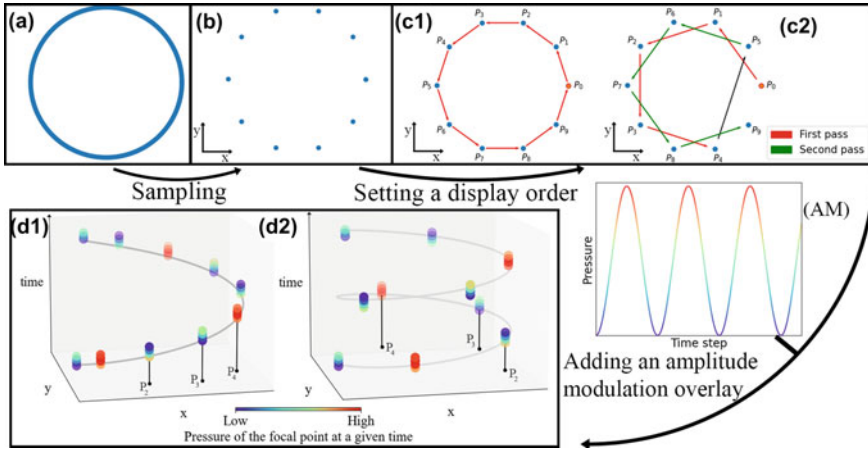 (a)
(b)
(c1)
(c2)
P3 P2
P4 P1
P5 P0
P6 P9
P7 P8
y
x
y
x
P6 P1
P2 P5
P7 P0
P3 P9
P8 P4
First pass
Second pass
Sampling
Setting a display order
(AM)
Pressure
Time step
Adding an amplitude
modulation overlay
(d1)
(d2)
time
time
P2
P3
P4
P4
P3
P2
y
x
y
x
Low High
Pressure of the focal point at a given time